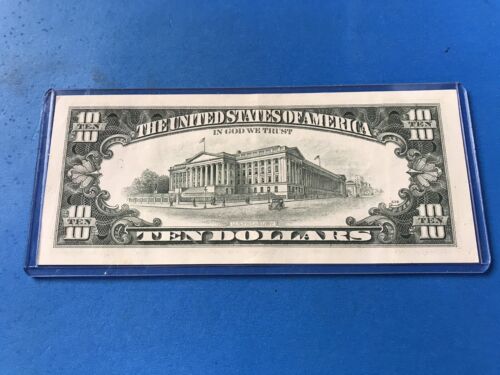 10 10
TEN TEN
10 10
THE UNITED STATES OF AMERICA
IN GOD WE TRUST
10 10
TEN TEN
10 10
TEN DOLLARS